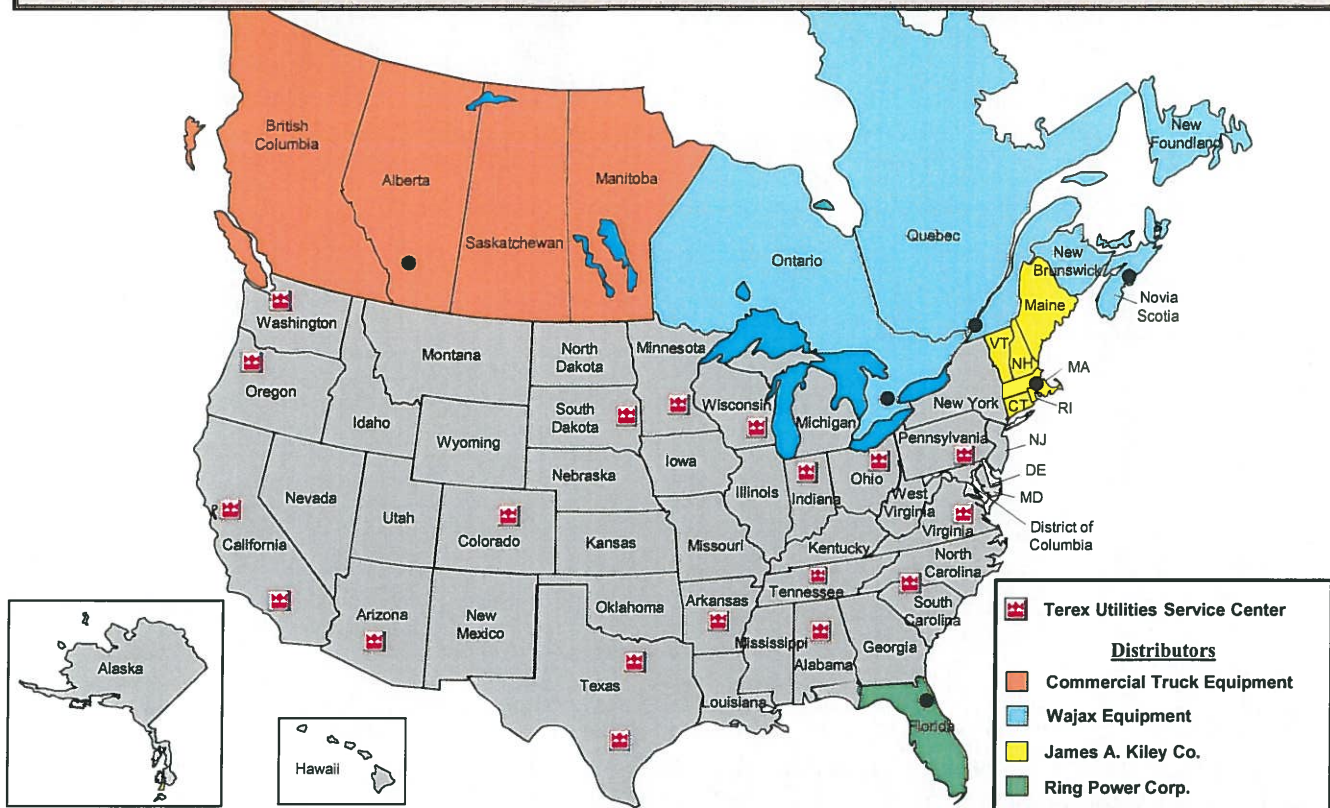 British
Columbia
Alberta
Saskatchewan
Manitoba
Ontario
Quebec
New
Foundland
New
Brunswick
Novia
Scotia
Maine
VT
NH
MA
CT
RI
Washington
Oregon
Idaho
Montana
North
Dakota
South
Dakota
Minnesota
Wisconsin
Michigan
New York
Pennsylvania
NJ
DE
MD
District of
Columbia
Wyoming
Nebraska
Iowa
Illinois
Indiana
Ohio
West
Virginia
Virginia
California
Nevada
Utah
Colorado
Kansas
Missouri
Kentucky
North
Carolina
Tennessee
South
Carolina
Arizona
New
Mexico
Oklahoma
Arkansas
Mississippi
Alabama
Georgia
Texas
Louisiana
Florida
Alaska
Hawaii
Terex Utilities Service Center
Distributors
Commercial Truck Equipment
Wajax Equipment
James A. Kiley Co.
Ring Power Corp.